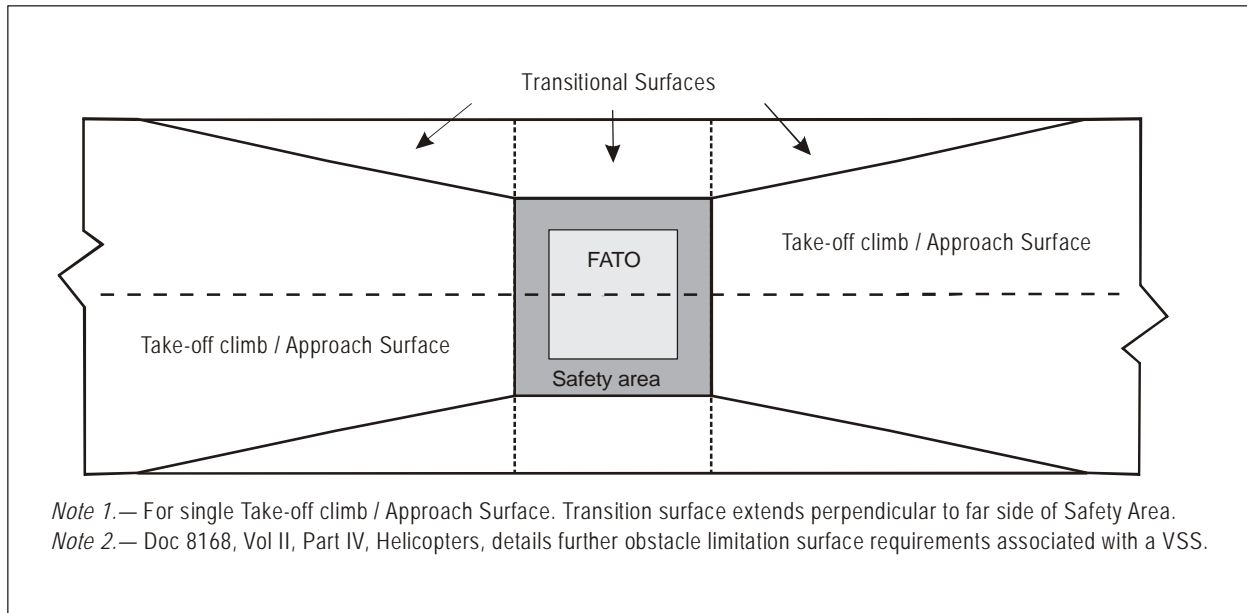 Transitional Surfaces
Take-off climb / Approach Surface
FATO
Take-off climb / Approach Surface
Safety area
Note 1.— For single Take-off climb / Approach Surface. Transition surface extends perpendicular to far side of Safety Area.
Note 2.— Doc 8168, Vol II, Part IV, Helicopters, details further obstacle limitation surface requirements associated with a VSS.